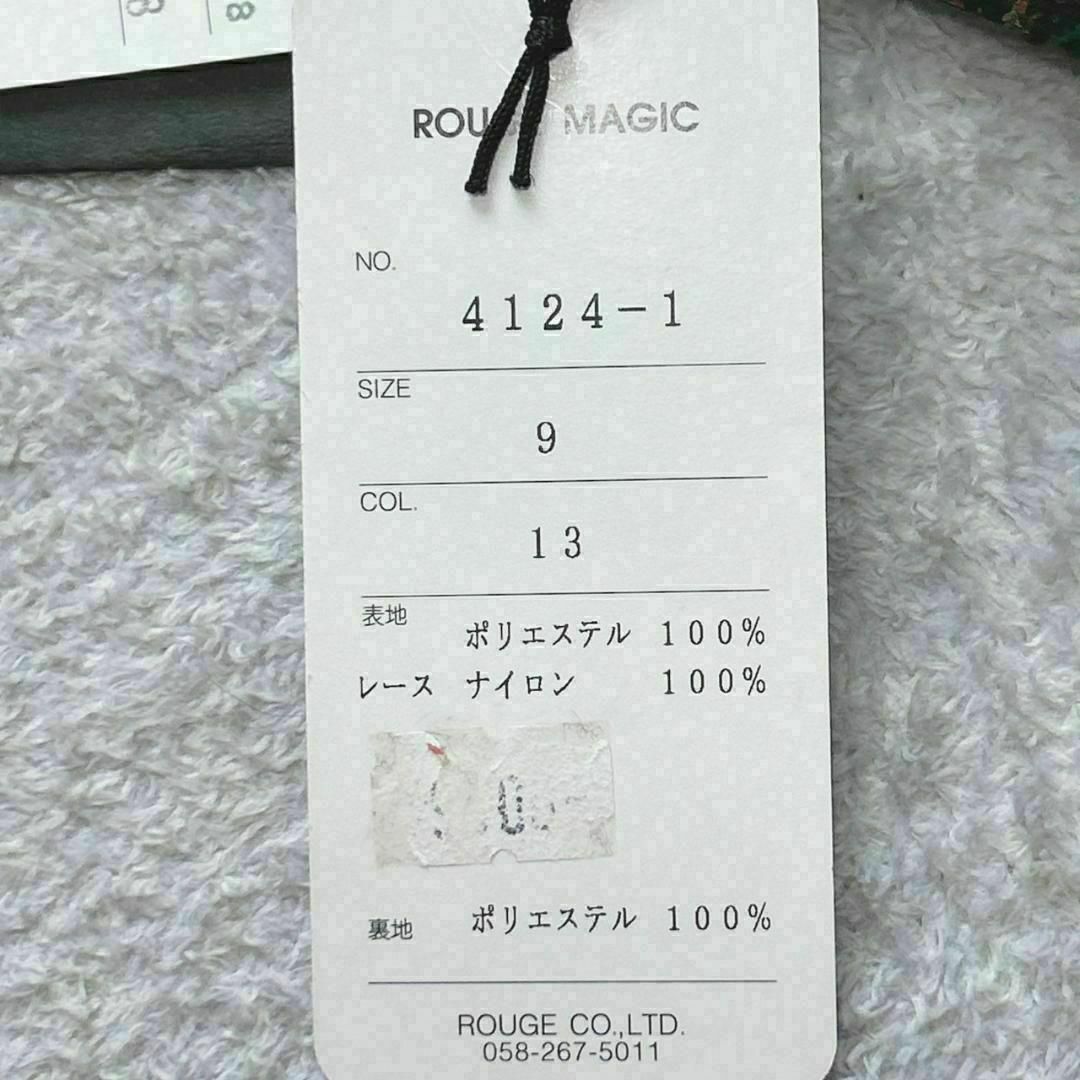 ROUGE MAGIC
NO.
4124-1
SIZE
9
COL.
13
表地
ポリエステル 100%
レース ナイロン 100%
裏地 ポリエステル 100%
ROUGE CO.,LTD.
058-267-5011